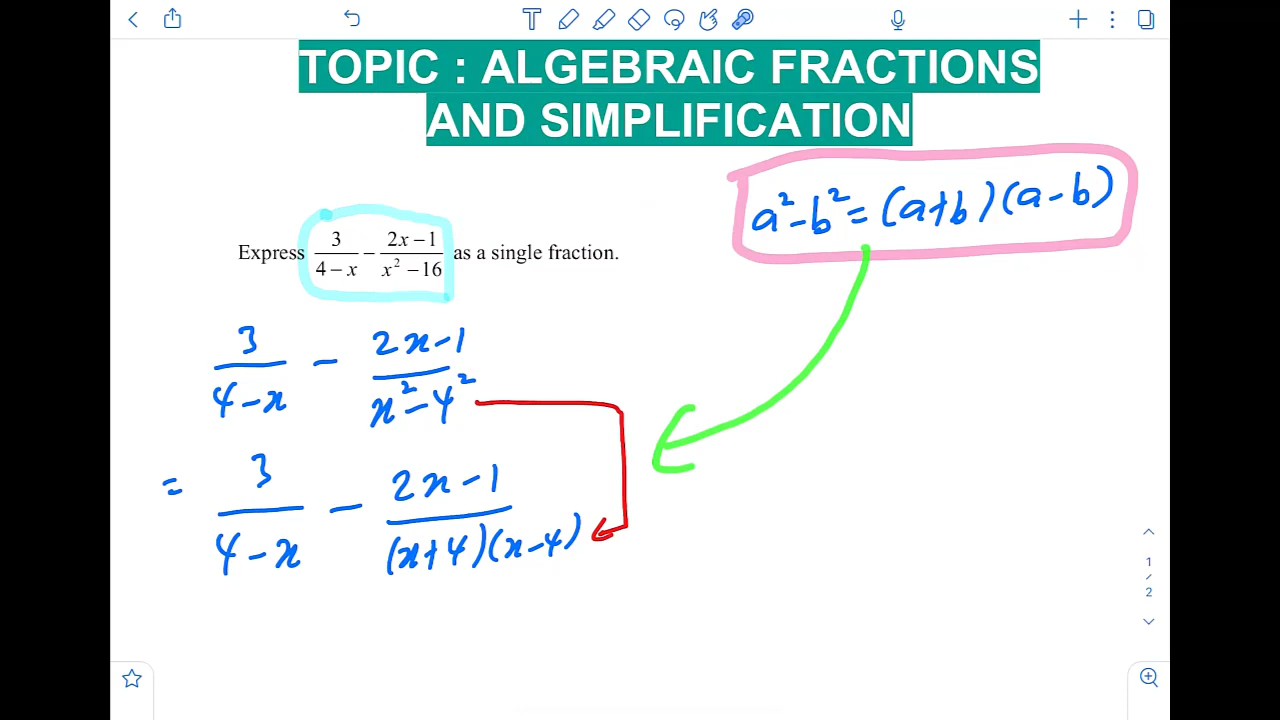 TOPIC : ALGEBRAIC FRACTIONS
AND SIMPLIFICATION
a² - b² = (a+b)(a-b)
Express 3/(4-x) - (2x-1)/(x²-16) as a single fraction.
3/(4-x) - (2x-1)/(x²-4²)
= 3/(4-x) - (2x-1)/((x+4)(x-4))
1
/
2